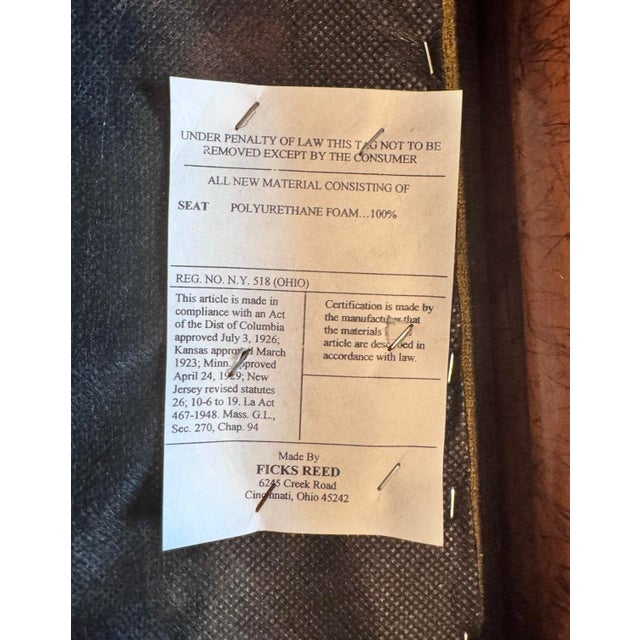 UNDER PENALTY OF LAW THIS TAG NOT TO BE
REMOVED EXCEPT BY THE CONSUMER
ALL NEW MATERIAL CONSISTING OF
SEAT POLYURETHANE FOAM...100%
REG. NO. N.Y. 518 (OHIO)
This article is made in
compliance with an Act
of the Dist of Columbia
approved July 3, 1926;
Kansas approved March
1923; Minn. approved
April 24, 1929; New
Jersey revised statutes
26; 10-6 to 19. La Act
467-1948. Mass. G.L.,
Sec. 270, Chap. 94
Certification is made by
the manufacturer that
the materials
article are described in
accordance with law.
Made By
FICKS REED
6245 Creek Road
Cincinnati, Ohio 45242